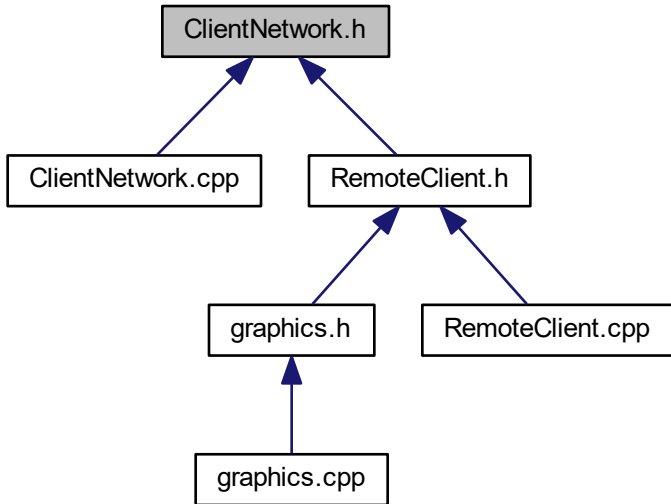 ClientNetwork.h
ClientNetwork.cpp
RemoteClient.h
graphics.h
RemoteClient.cpp
graphics.cpp